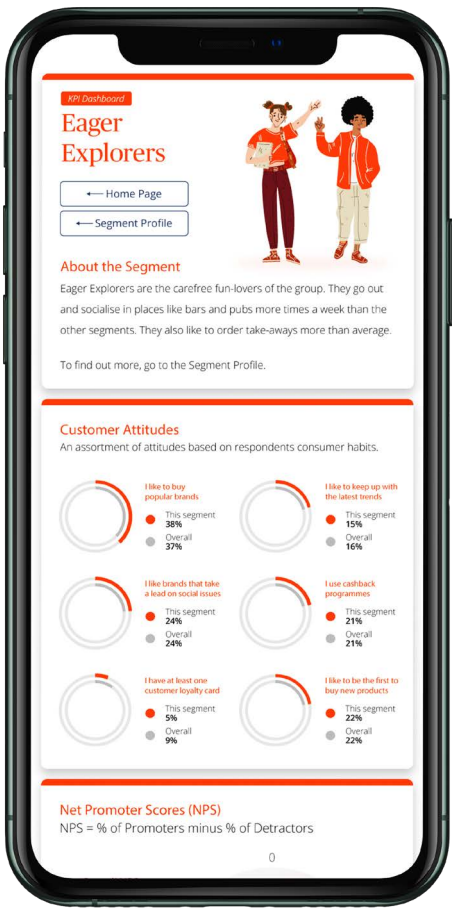 KPI Dashboard
Eager
Explorers
← Home Page
← Segment Profile
About the Segment
Eager Explorers are the carefree fun-lovers of the group. They go out
and socialise in places like bars and pubs more times a week than the
other segments. They also like to order take-aways more than average.
To find out more, go to the Segment Profile.
Customer Attitudes
An assortment of attitudes based on respondents consumer habits.
I like to buy
popular brands
This segment
38%
Overall
37%
I like to keep up with
the latest trends
This segment
15%
Overall
16%
I like brands that take
a lead on social issues
This segment
24%
Overall
24%
I use cashback
programmes
This segment
21%
Overall
21%
I have at least one
customer loyalty card
This segment
5%
Overall
9%
I like to be the first to
buy new products
This segment
22%
Overall
22%
Net Promoter Scores (NPS)
NPS = % of Promoters minus % of Detractors
0